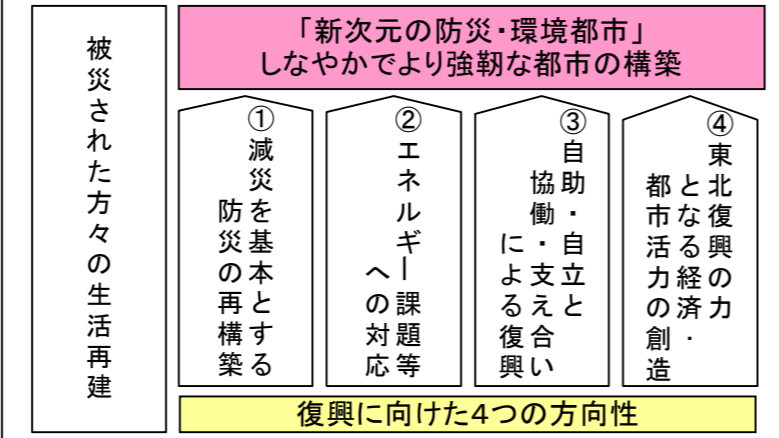 被災された方々の生活再建
「新次元の防災・環境都市」
しなやかでより強靭な都市の構築
①
減災を基本とする
防災の再構築
②
エネルギー課題等
への対応
③
自助・自立と
協働・支え合い
による復興
④
東北復興の力
となる経済・
都市活力の創造
復興に向けた4つの方向性